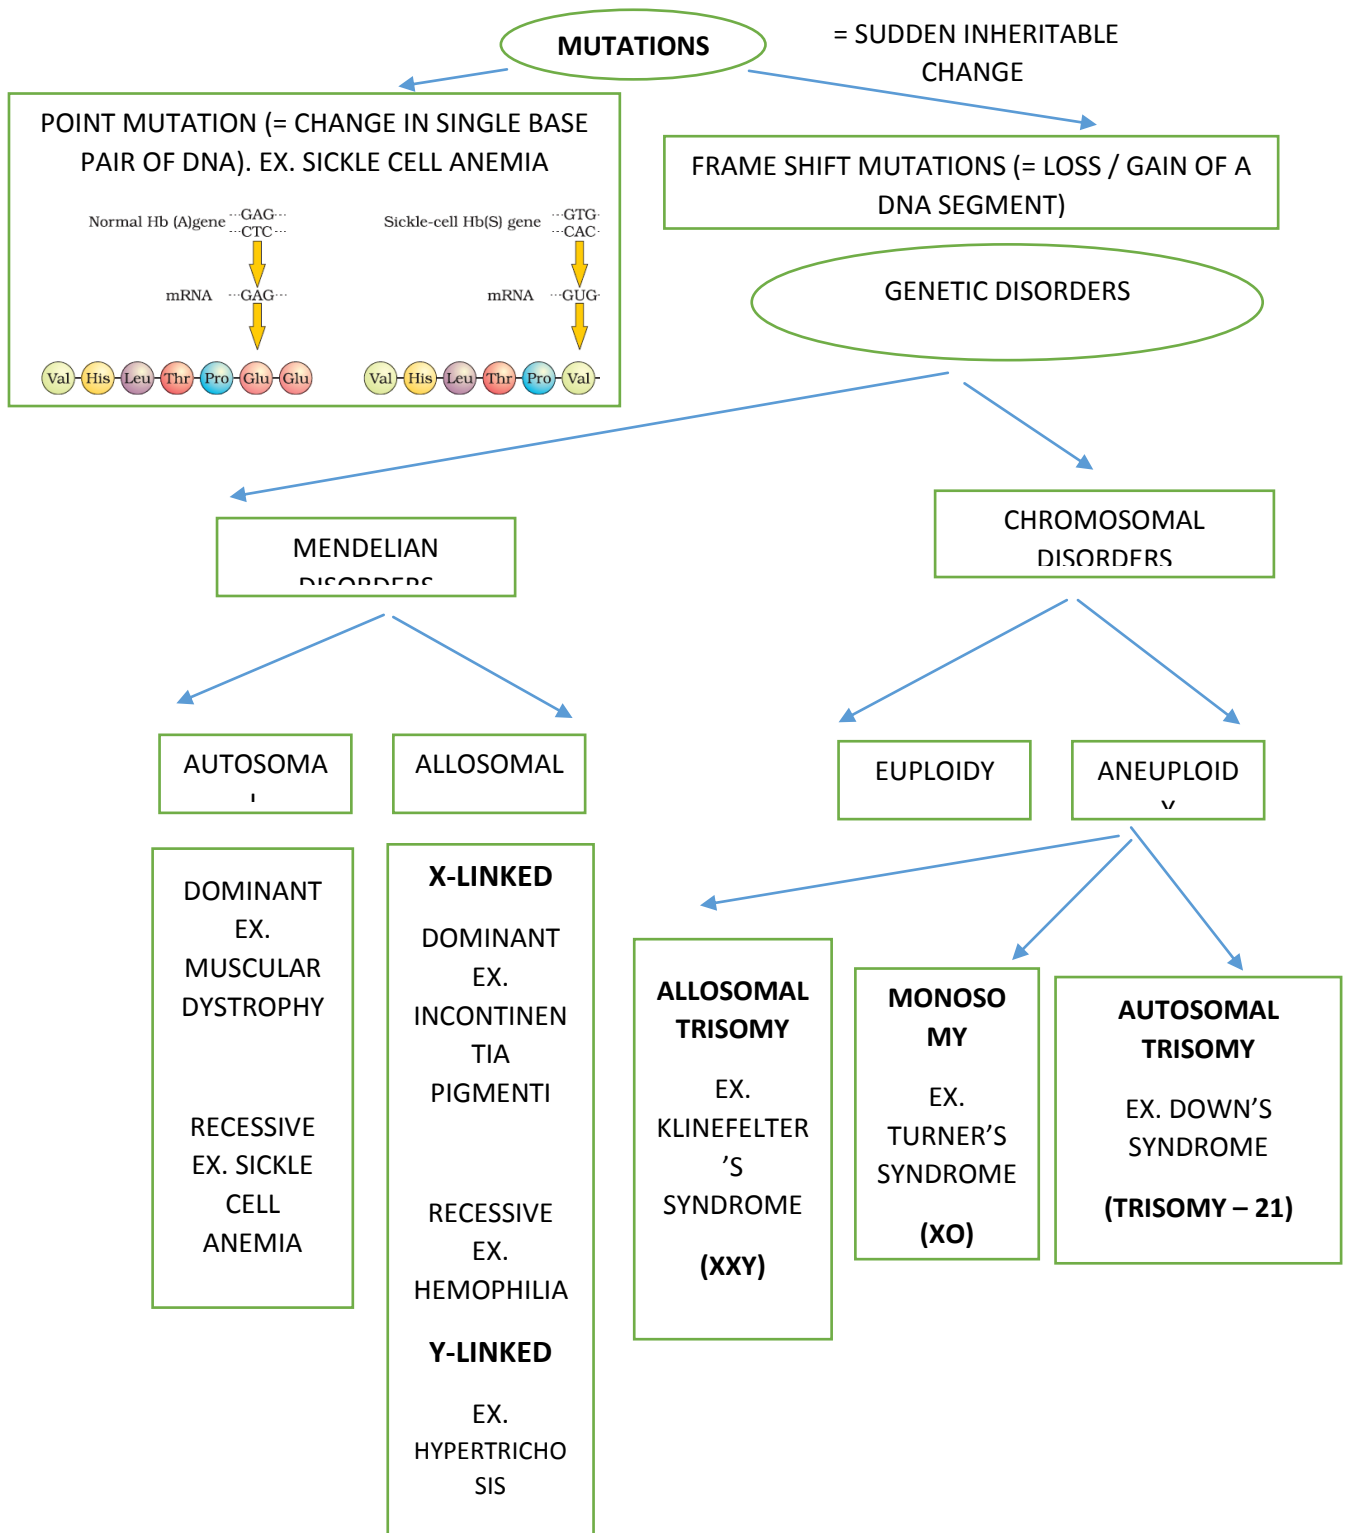 MUTATIONS
= SUDDEN INHERITABLE
CHANGE
POINT MUTATION (= CHANGE IN SINGLE BASE
PAIR OF DNA). EX. SICKLE CELL ANEMIA
Normal Hb (A)gene ···GAG···
···CTC···
mRNA ···GAG···
Val His Leu Thr Pro Glu Glu
Sickle-cell Hb(S) gene ···GTG·
···CAC·
mRNA ···GUG·
Val His Leu Thr Pro Val
FRAME SHIFT MUTATIONS (= LOSS / GAIN OF A
DNA SEGMENT)
GENETIC DISORDERS
MENDELIAN
DISORDERS
CHROMOSOMAL
DISORDERS
AUTOSOMA
L
ALLOSOMAL
EUPLOIDY
ANEUPLOID
Y
DOMINANT
EX.
MUSCULAR
DYSTROPHY
RECESSIVE
EX. SICKLE
CELL
ANEMIA
X-LINKED
DOMINANT
EX.
INCONTINEN
TIA
PIGMENTI
RECESSIVE
EX.
HEMOPHILIA
Y-LINKED
EX.
HYPERTRICHO
SIS
ALLOSOMAL
TRISOMY
EX.
KLINEFELTER
’S
SYNDROME
(XXY)
MONOSO
MY
EX.
TURNER’S
SYNDROME
(XO)
AUTOSOMAL
TRISOMY
EX. DOWN’S
SYNDROME
(TRISOMY – 21)